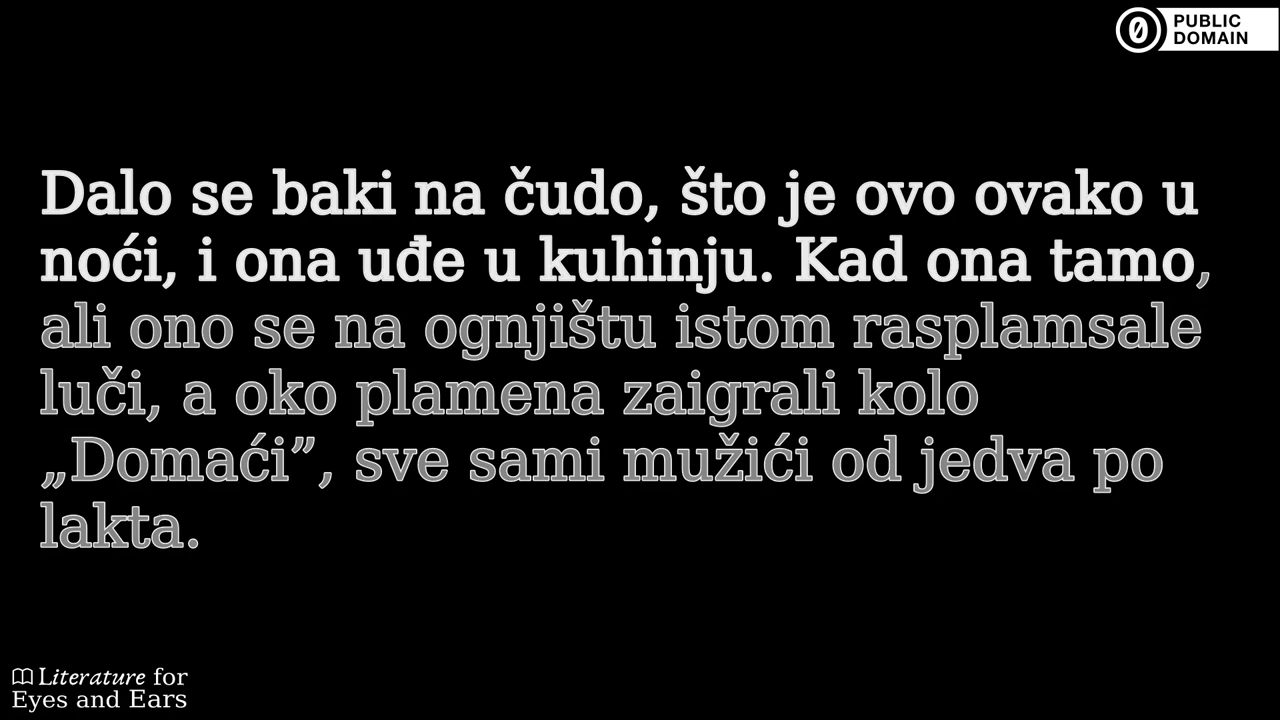 PUBLIC
DOMAIN
Dalo se baki na čudo, što je ovo ovako u
noći, i ona uđe u kuhinju. Kad ona tamo,
ali ono se na ognjištu istom rasplamsale
luči, a oko plamena zaigrali kolo
„Domaći”, sve sami mužići od jedva po
lakta.
Literature for
Eyes and Ears